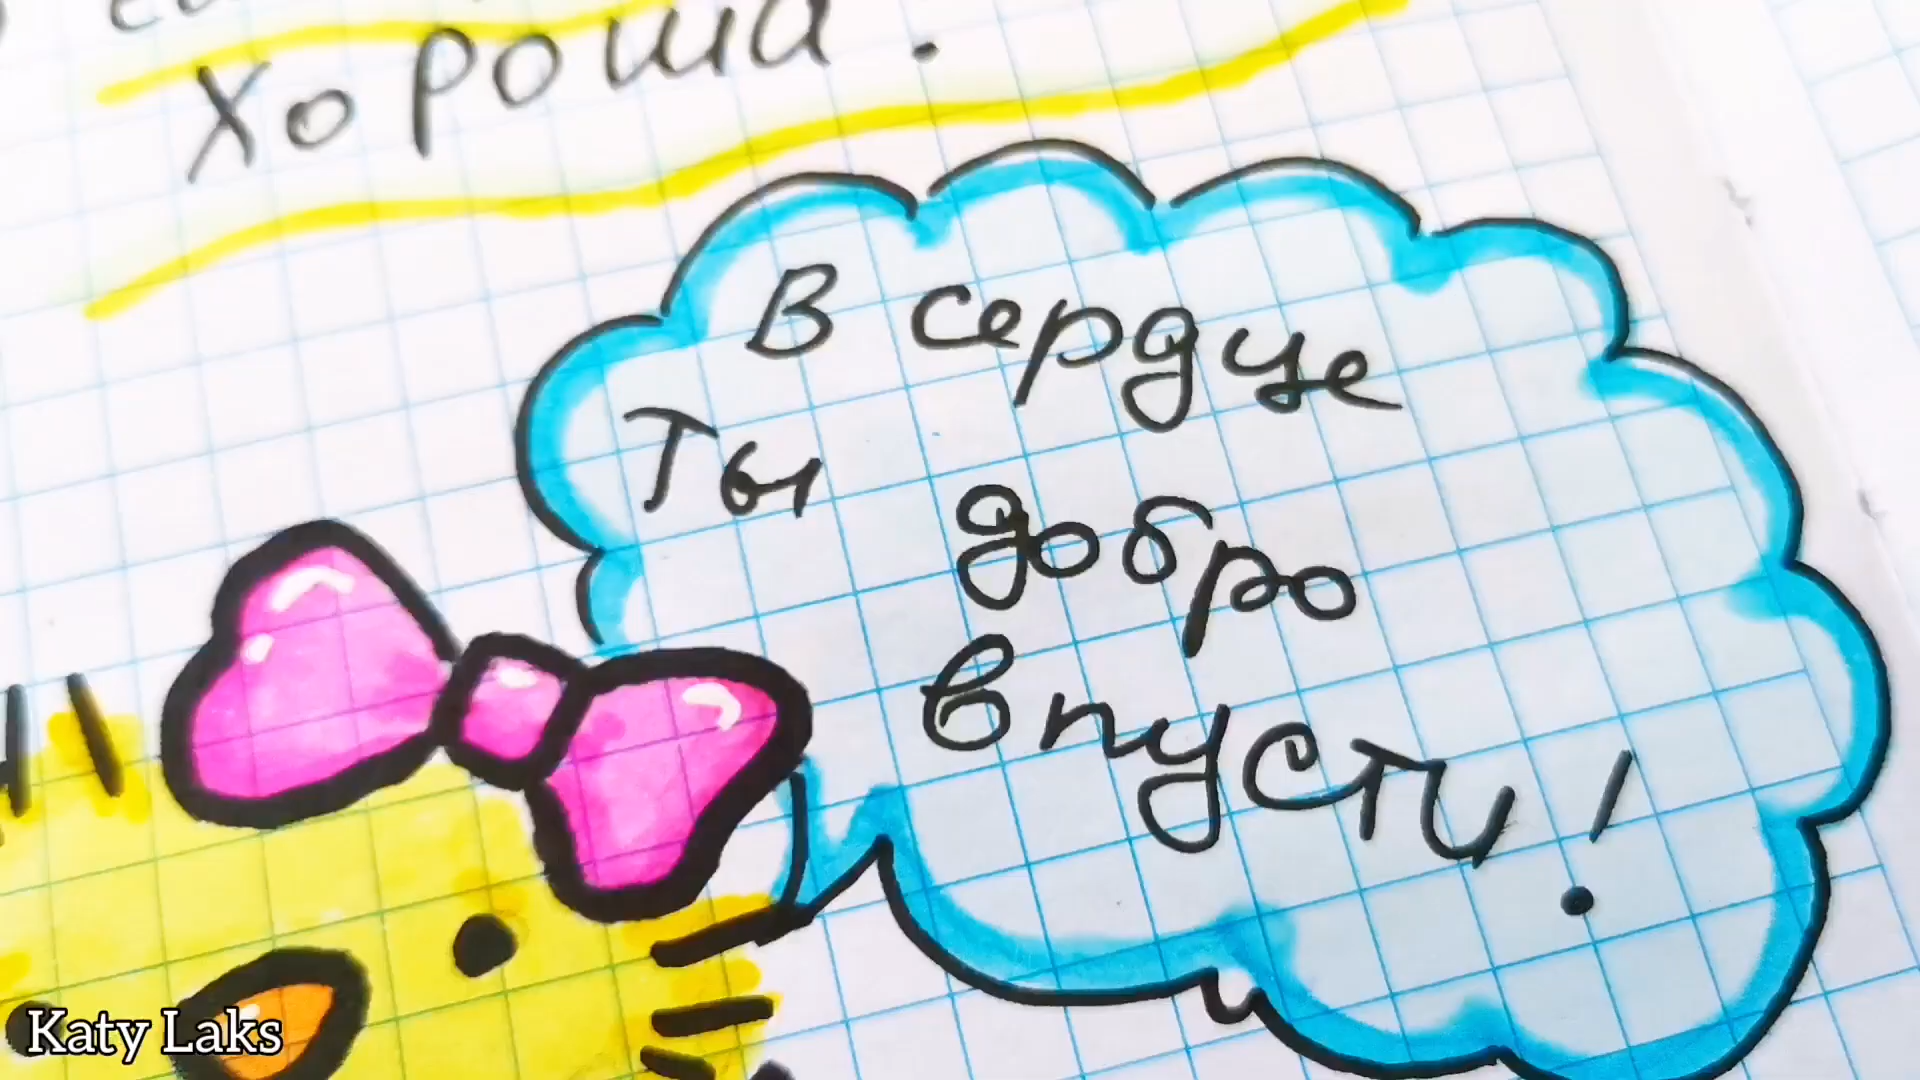 Хороша.
В сердце
Ты добро
впусти!
Katy Laks